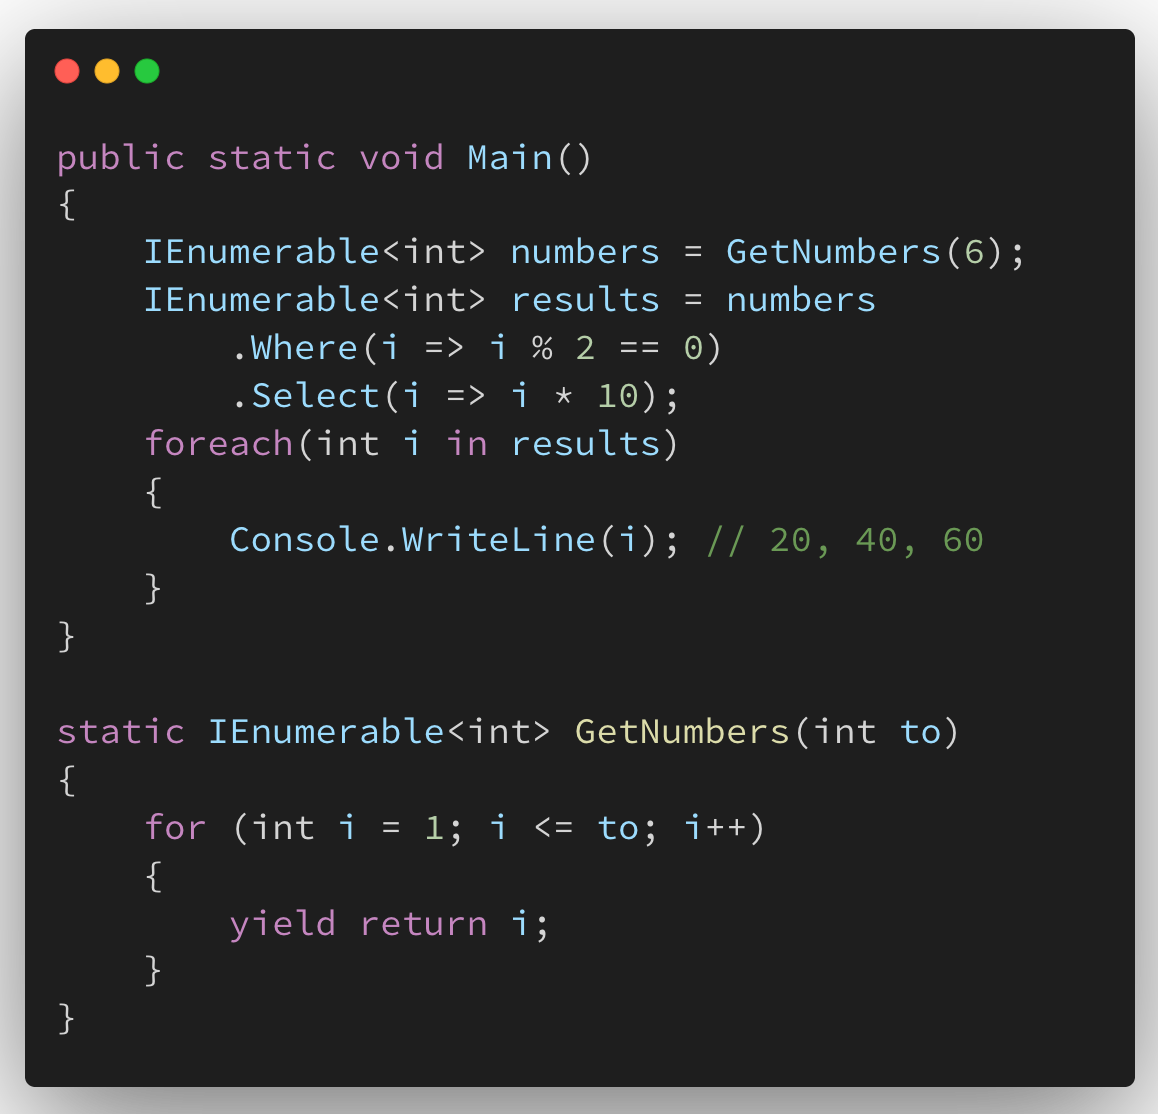 public static void Main()
{
    IEnumerable<int> numbers = GetNumbers(6);
    IEnumerable<int> results = numbers
        .Where(i => i % 2 == 0)
        .Select(i => i * 10);
    foreach(int i in results)
    {
        Console.WriteLine(i); // 20, 40, 60
    }
}

static IEnumerable<int> GetNumbers(int to)
{
    for (int i = 1; i <= to; i++)
    {
        yield return i;
    }
}